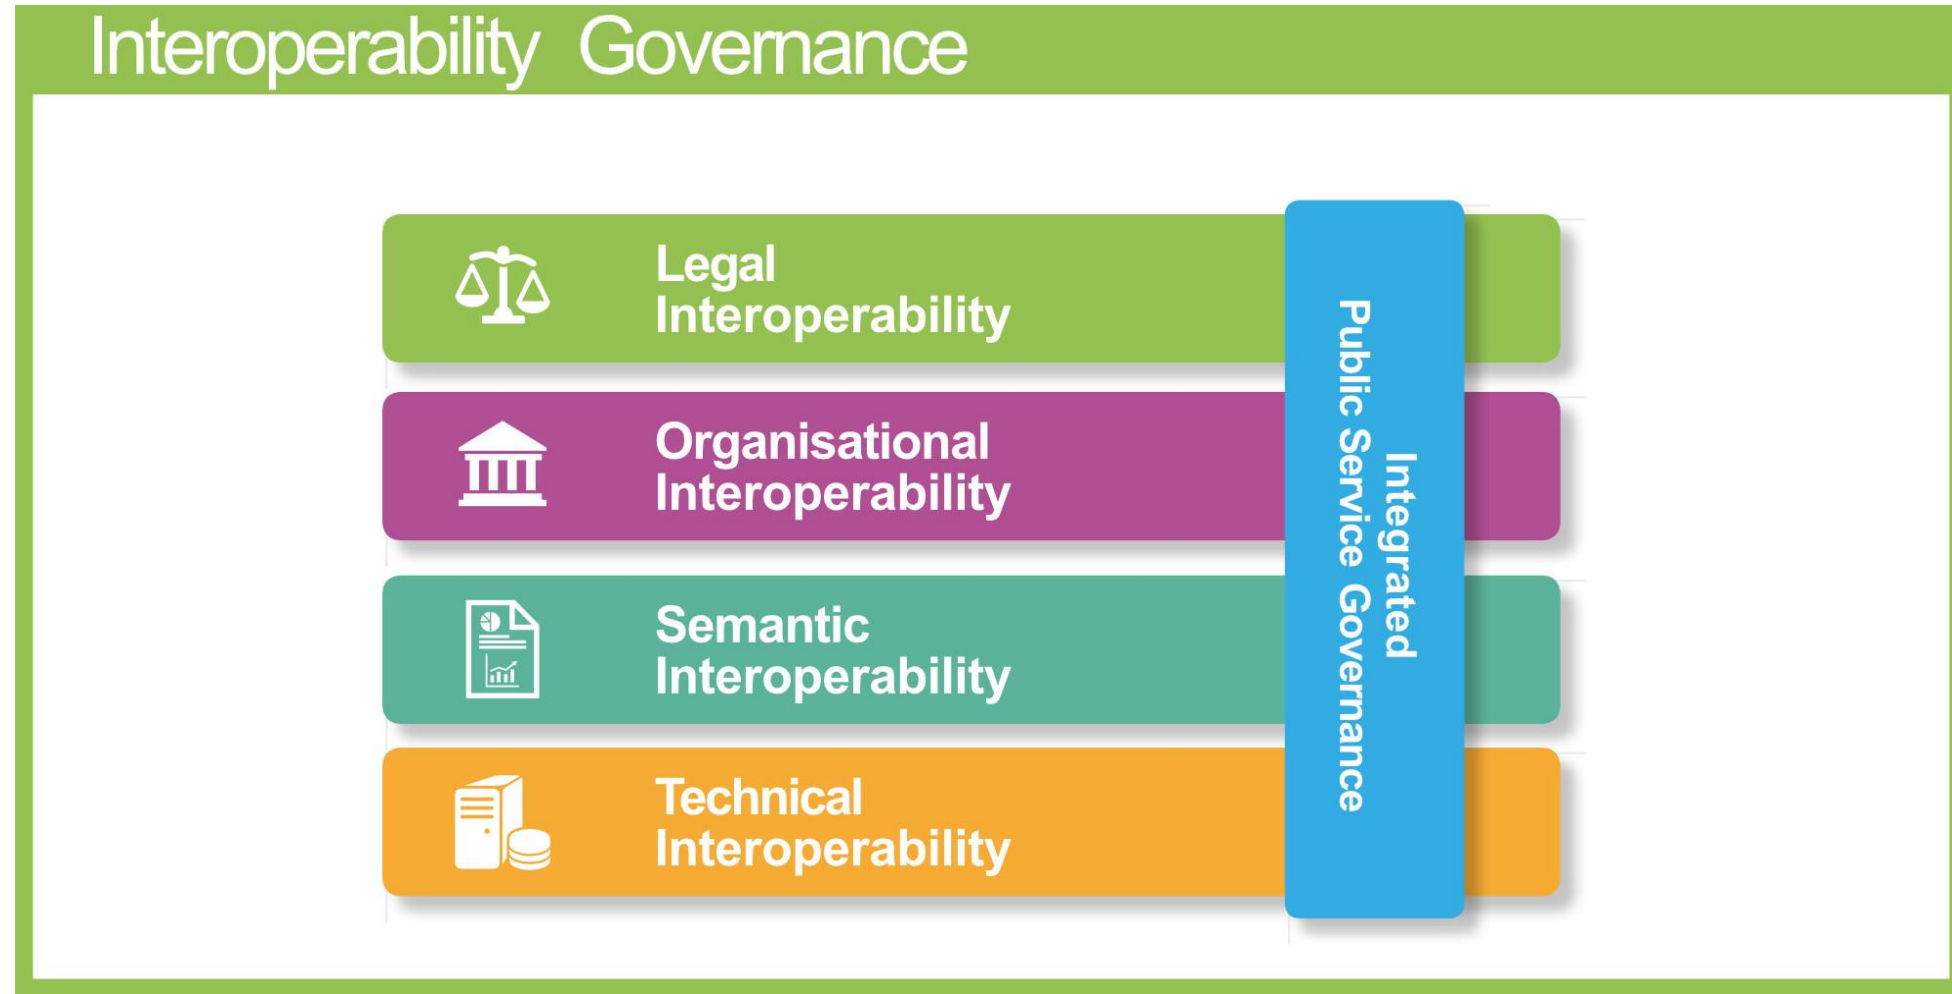 Interoperability Governance
Legal
Interoperability
Organisational
Interoperability
Semantic
Interoperability
Technical
Interoperability
Integrated
Public Service Governance